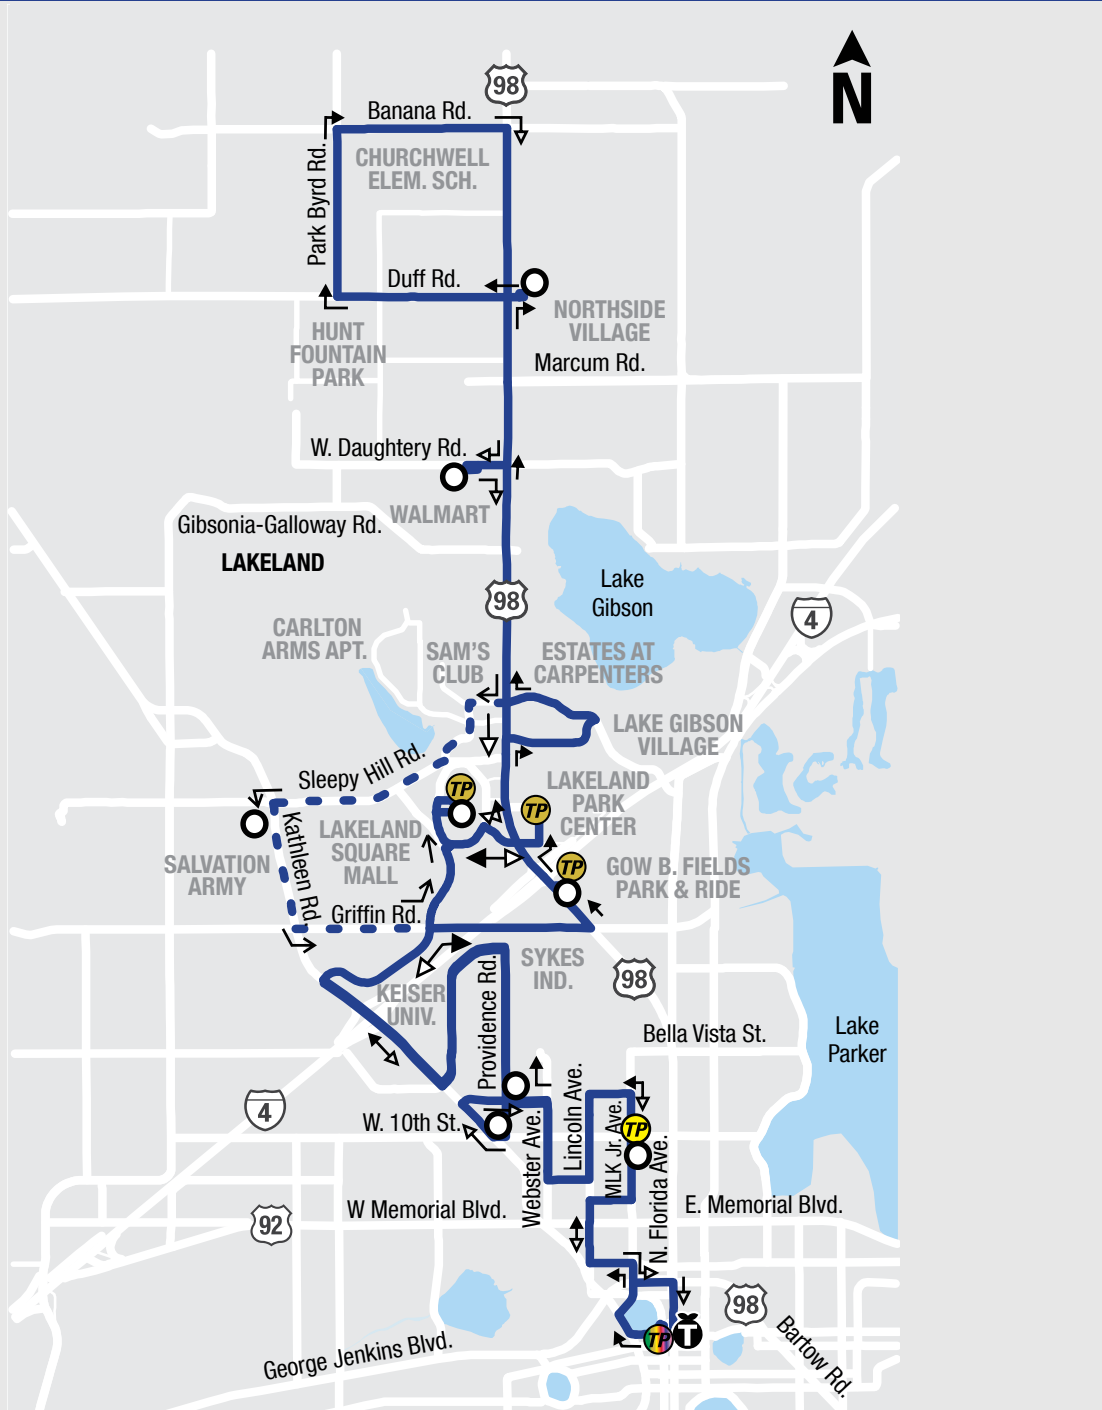 98
N
Banana Rd.
CHURCHWELL
ELEM. SCH.
Park Byrd Rd.
Duff Rd.
NORTHSIDE
VILLAGE
HUNT
FOUNTAIN
PARK
Marcum Rd.
W. Daughtery Rd.
WALMART
Gibsonia-Galloway Rd.
LAKELAND
Lake
Gibson
98
4
CARLTON
ARMS APT.
SAM'S
CLUB
ESTATES AT
CARPENTERS
LAKE GIBSON
VILLAGE
Sleepy Hill Rd.
TP
TP
LAKELAND
PARK
CENTER
Kathleen Rd.
LAKELAND
SQUARE
MALL
SALVATION
ARMY
TP
GOW B. FIELDS
PARK & RIDE
Griffin Rd.
SYKES
IND.
98
KEISER
UNIV.
Providence Rd.
Lake
Parker
Bella Vista St.
4
W. 10th St.
Webster Ave.
Lincoln Ave.
MLK Jr. Ave.
TP
N. Florida Ave.
W Memorial Blvd.
E. Memorial Blvd.
92
98
TP
T
Bartow Rd.
George Jenkins Blvd.